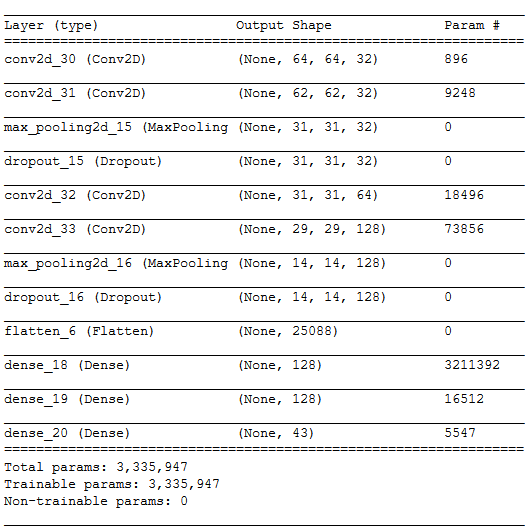 Layer (type) Output Shape Param #
conv2d_30 (Conv2D) (None, 64, 64, 32) 896
conv2d_31 (Conv2D) (None, 62, 62, 32) 9248
max_pooling2d_15 (MaxPooling (None, 31, 31, 32) 0
dropout_15 (Dropout) (None, 31, 31, 32) 0
conv2d_32 (Conv2D) (None, 31, 31, 64) 18496
conv2d_33 (Conv2D) (None, 29, 29, 128) 73856
max_pooling2d_16 (MaxPooling (None, 14, 14, 128) 0
dropout_16 (Dropout) (None, 14, 14, 128) 0
flatten_6 (Flatten) (None, 25088) 0
dense_18 (Dense) (None, 128) 3211392
dense_19 (Dense) (None, 128) 16512
dense_20 (Dense) (None, 43) 5547
Total params: 3,335,947
Trainable params: 3,335,947
Non-trainable params: 0